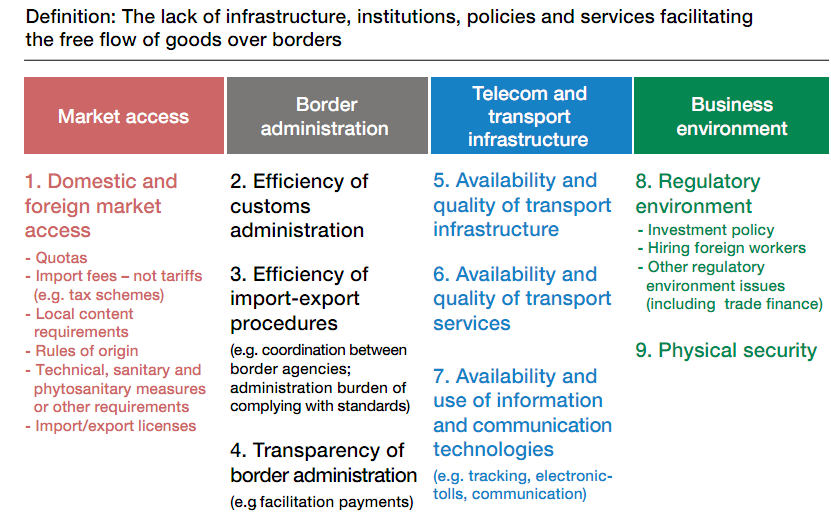 Definition: The lack of infrastructure, institutions, policies and services facilitating
the free flow of goods over borders
Market access
Border
administration
Telecom and
transport
infrastructure
Business
environment
1. Domestic and
foreign market
access
- Quotas
- Import fees – not tariffs
(e.g. tax schemes)
- Local content
requirements
- Rules of origin
- Technical, sanitary and
phytosanitary measures
or other requirements
- Import/export licenses
2. Efficiency of
customs
administration
3. Efficiency of
import-export
procedures
(e.g. coordination between
border agencies;
administration burden of
complying with standards)
4. Transparency of
border administration
(e.g facilitation payments)
5. Availability and
quality of transport
infrastructure
6. Availability and
quality of transport
services
7. Availability and
use of information
and communication
technologies
(e.g. tracking, electronic-
tolls, communication)
8. Regulatory
environment
- Investment policy
- Hiring foreign workers
- Other regulatory
environment issues
(including trade finance)
9. Physical security